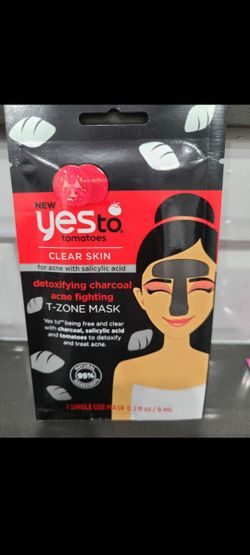 NEW
yes to
tomatoes
CLEAR SKIN
for acne with salicylic acid
detoxifying charcoal
acne fighting
T-ZONE MASK
Yes to™ being free and clear
with charcoal, salicylic acid
and tomatoes to detoxify
and treat acne.
NATURAL
95%
1 SINGLE USE MASK 0.2 fl oz / 6 mL